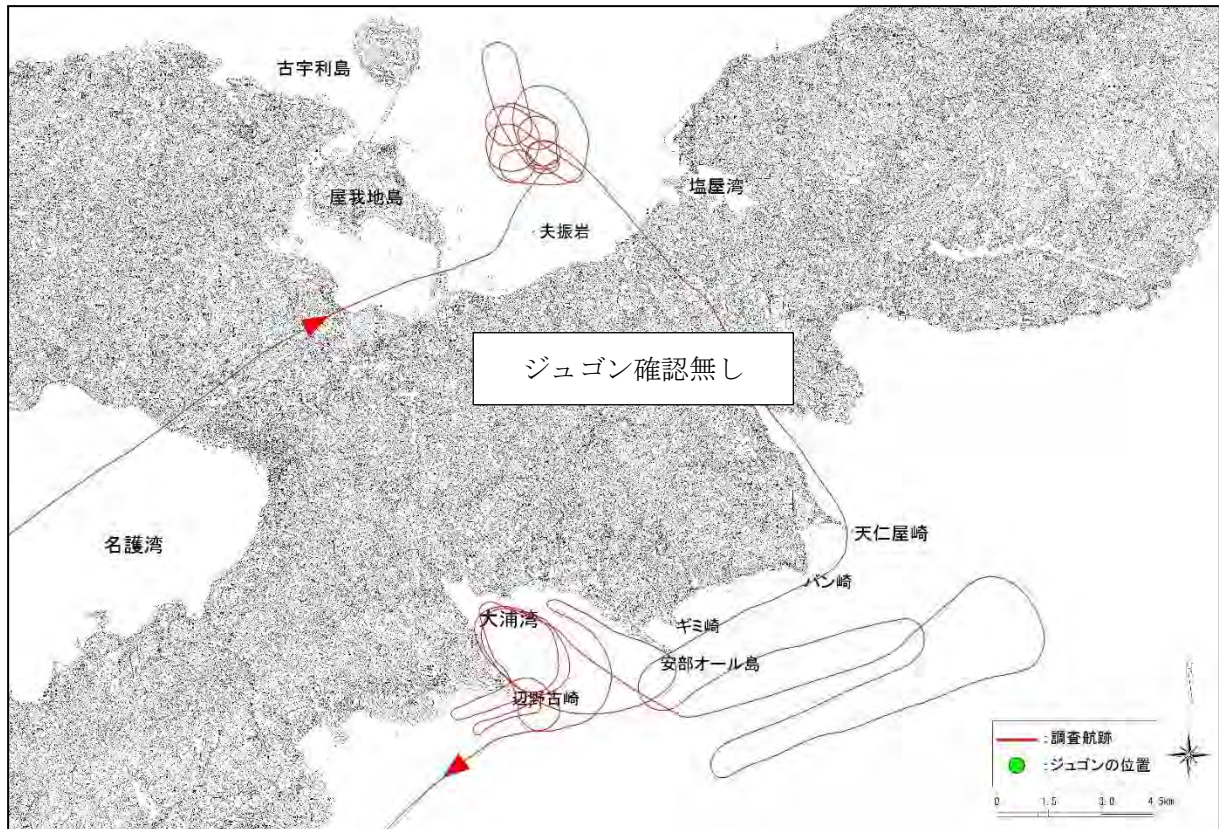 古宇利島
屋我地島
塩屋湾
夫振岩
ジュゴン確認無し
名護湾
天仁屋崎
バン崎
大浦湾
ギミ崎
安部オール島
辺野古崎
:調査航跡
:ジュゴンの位置
0 1.5 3.0 4.5km